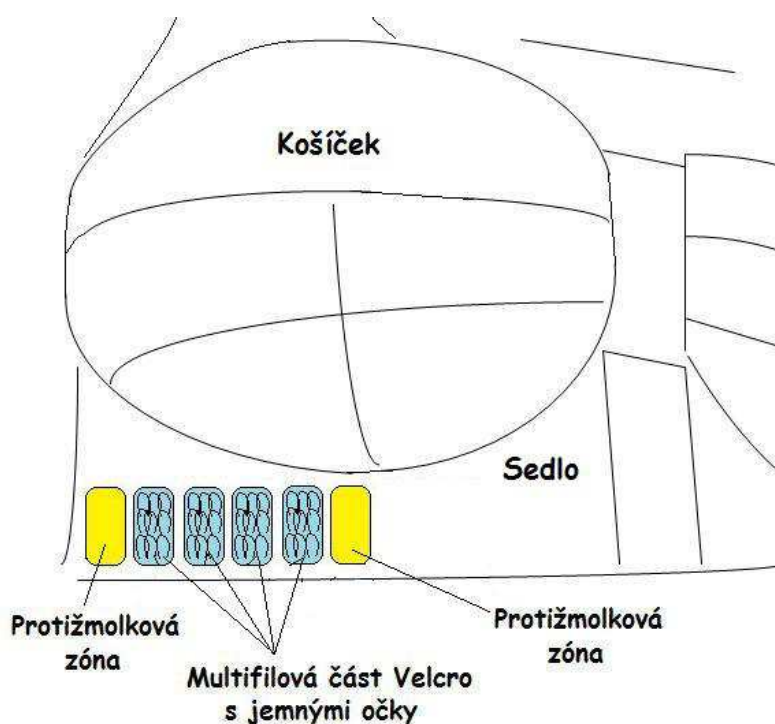 Košíček
Sedlo
Protižmolková
zóna
Protižmolková
zóna
Multifilová část Velcro
s jemnými očky